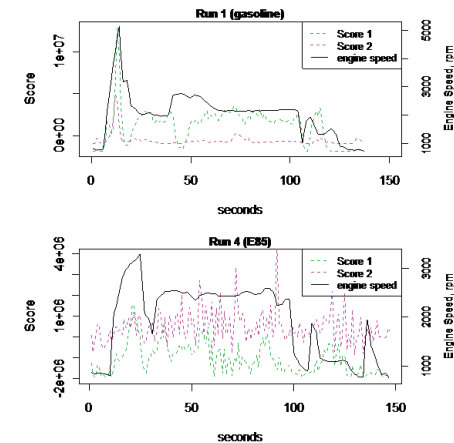 Run 1 (gasoline)
Score 1
Score 2
engine speed
Score
0e+00
1e+07
Engine Speed, rpm
1000
2000
3000
4000
5000
0
50
100
150
seconds
Run 4 (E85)
Score 1
Score 2
engine speed
Score
-2e+06
1e+06
4e+06
Engine Speed, rpm
1000
2000
3000
0
50
100
150
seconds